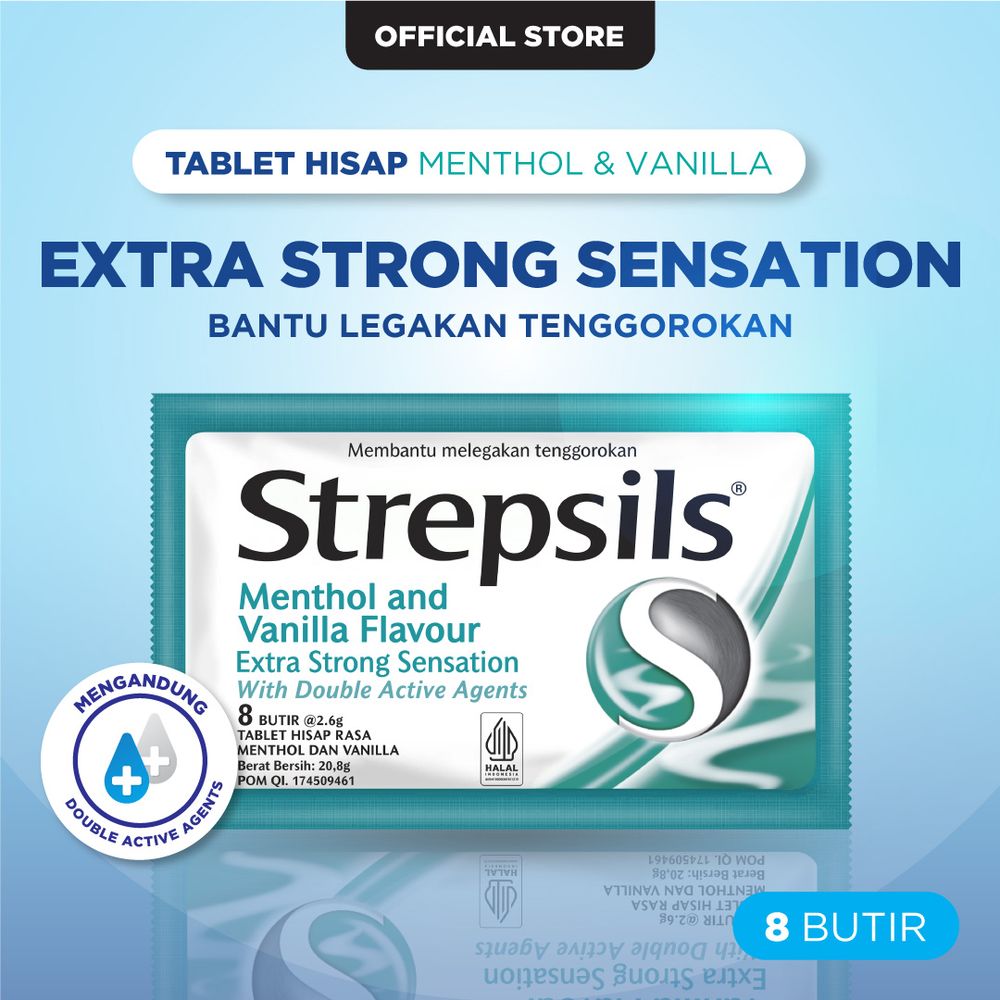 OFFICIAL STORE
TABLET HISAP MENTHOL & VANILLA
EXTRA STRONG SENSATION
BANTU LEGAKAN TENGGOROKAN
Membantu melegakan tenggorokan
Strepsils®
Menthol and
Vanilla Flavour
Extra Strong Sensation
With Double Active Agents
8 BUTIR @2.6g
TABLET HISAP RASA
MENTHOL DAN VANILLA
Berat Bersih: 20,8g
POM QI. 174509461
HALAL
INDONESIA
MENGANDUNG
DOUBLE ACTIVE AGENTS
8 BUTIR